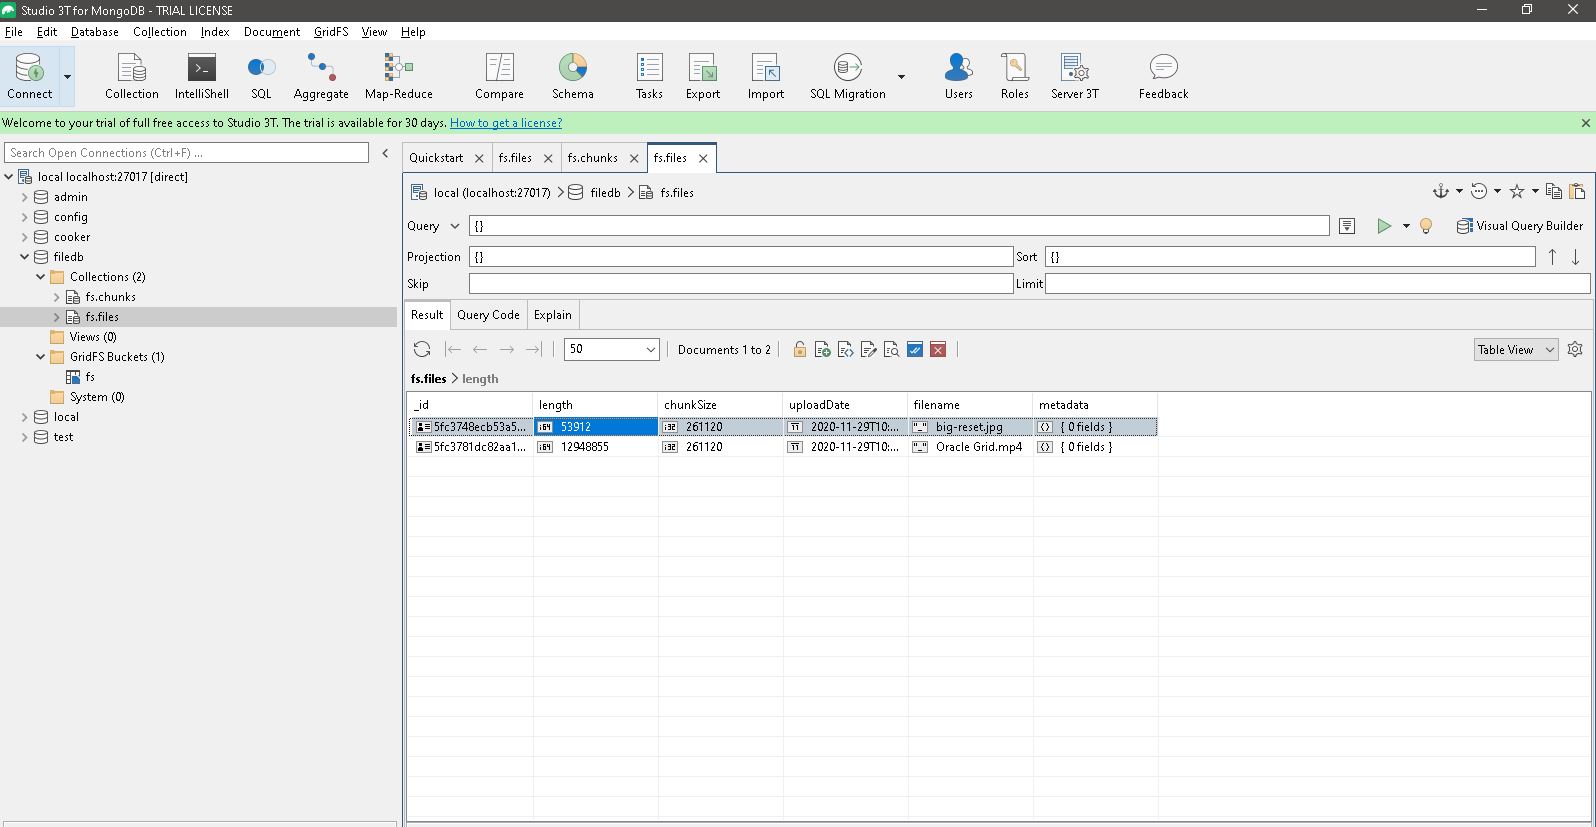 Studio 3T for MongoDB - TRIAL LICENSE
File Edit Database Collection Index Document GridFS View Help
Connect Collection IntelliShell SQL Aggregate Map-Reduce Compare Schema Tasks Export Import SQL Migration Users Roles Server 3T Feedback
Welcome to your trial of full free access to Studio 3T. The trial is available for 30 days. How to get a license?
Search Open Connections (Ctrl+F) ...
local localhost:27017 [direct]
admin
config
cooker
filedb
Collections (2)
fs.chunks
fs.files
Views (0)
GridFS Buckets (1)
fs
System (0)
local
test
Quickstart fs.files fs.chunks fs.files
local (localhost:27017) filedb fs.files
Query {} Visual Query Builder
Projection {} Sort {}
Skip Limit
Result Query Code Explain
50 Documents 1 to 2 Table View
fs.files > length
_id length chunkSize uploadDate filename metadata
5fc3748ecb53a5... i64 53912 i32 261120 2020-11-29T10:... "_" big-reset.jpg {} { 0 fields }
5fc3781dc82aa1... i64 12948855 i32 261120 2020-11-29T10:... "_" Oracle Grid.mp4 {} { 0 fields }